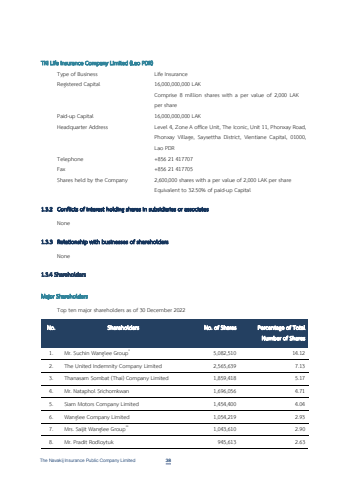 TNI Life Insurance Company Limited (Lao PDR)
Type of Business Life Insurance
Registered Capital 16,000,000,000 LAK
Comprise 8 million shares with a par value of 2,000 LAK
per share
Paid-up Capital 16,000,000,000 LAK
Headquarter Address Level 4, Zone A office Unit, The Iconic, Unit 11, Phonxay Road,
Phonxay Village, Saysettha District, Vientiane Capital, 01000,
Lao PDR
Telephone +856 21 417707
Fax +856 21 417705
Shares held by the Company 2,600,000 shares with a per value of 2,000 LAK per share
Equivalent to 32.50% of paid-up Capital
1.3.2 Conflicts of interest holding shares in subsidiaries or associates
None
1.3.3 Relationship with businesses of shareholders
None
1.3.4 Shareholders
Major Shareholders
Top ten major shareholders as of 30 December 2022
No. Shareholders No. of Shares Percentage of Total
Number of Shares
1. Mr. Suchin Wanglee Group* 5,082,510 14.12
2. The United Indemnity Company Limited 2,565,639 7.13
3. Thanasarn Sombat (Thai) Company Limited 1,859,418 5.17
4. Mr. Nataphol Srichomkwan 1,696,056 4.71
5. Siam Motors Company Limited 1,454,400 4.04
6. Wanglee Company Limited 1,054,219 2.93
7. Mrs. Saijit Wanglee Group** 1,043,610 2.90
8. Mr. Pradit Rodloytuk 945,613 2.63
The Navakij Insurance Public Company Limited 36